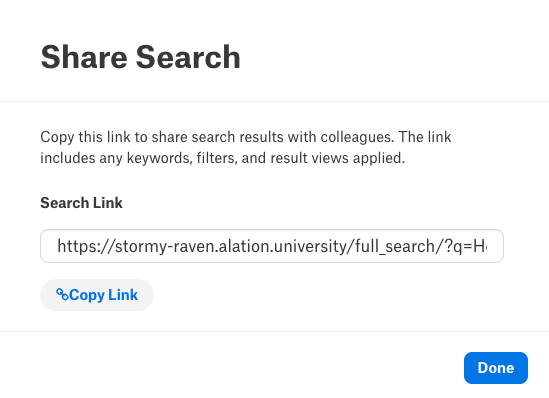 Share Search
Copy this link to share search results with colleagues. The link
includes any keywords, filters, and result views applied.
Search Link
https://stormy-raven.alation.university/full_search/?q=H
Copy Link
Done